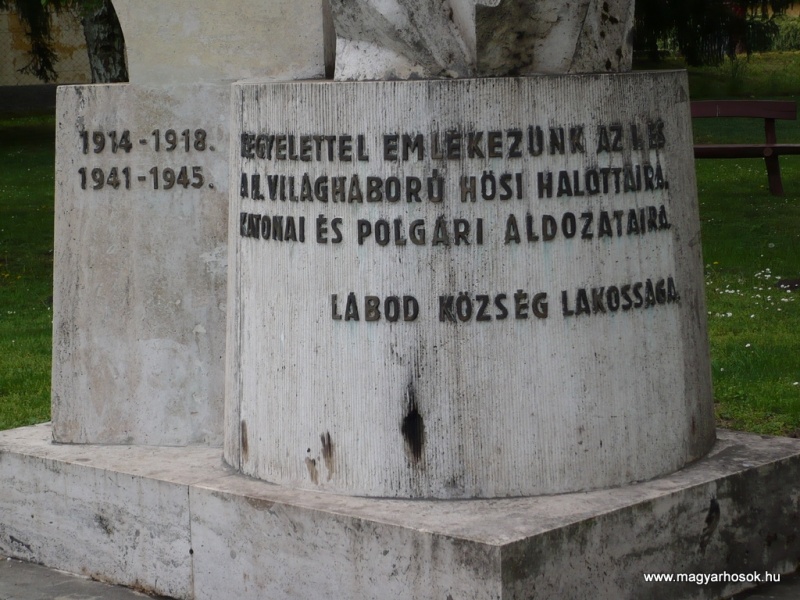 1914-1918.
1941-1945.
KEGYELETTEL EMLÉKEZÜNK AZ I. ÉS
A II. VILÁGHÁBORÚ HŐSI HALOTTAIRA,
KATONAI ÉS POLGÁRI ÁLDOZATAIRA.
LÁBOD KÖZSÉG LAKOSSÁGA.
www.magyarhosok.hu